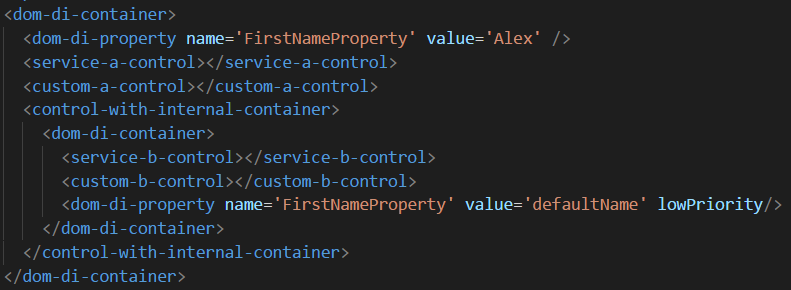 <dom-di-container>
<dom-di-property name='FirstNameProperty' value='Alex' />
<service-a-control></service-a-control>
<custom-a-control></custom-a-control>
<control-with-internal-container>
<dom-di-container>
<service-b-control></service-b-control>
<custom-b-control></custom-b-control>
<dom-di-property name='FirstNameProperty' value='defaultName' lowPriority/>
</dom-di-container>
</control-with-internal-container>
</dom-di-container>